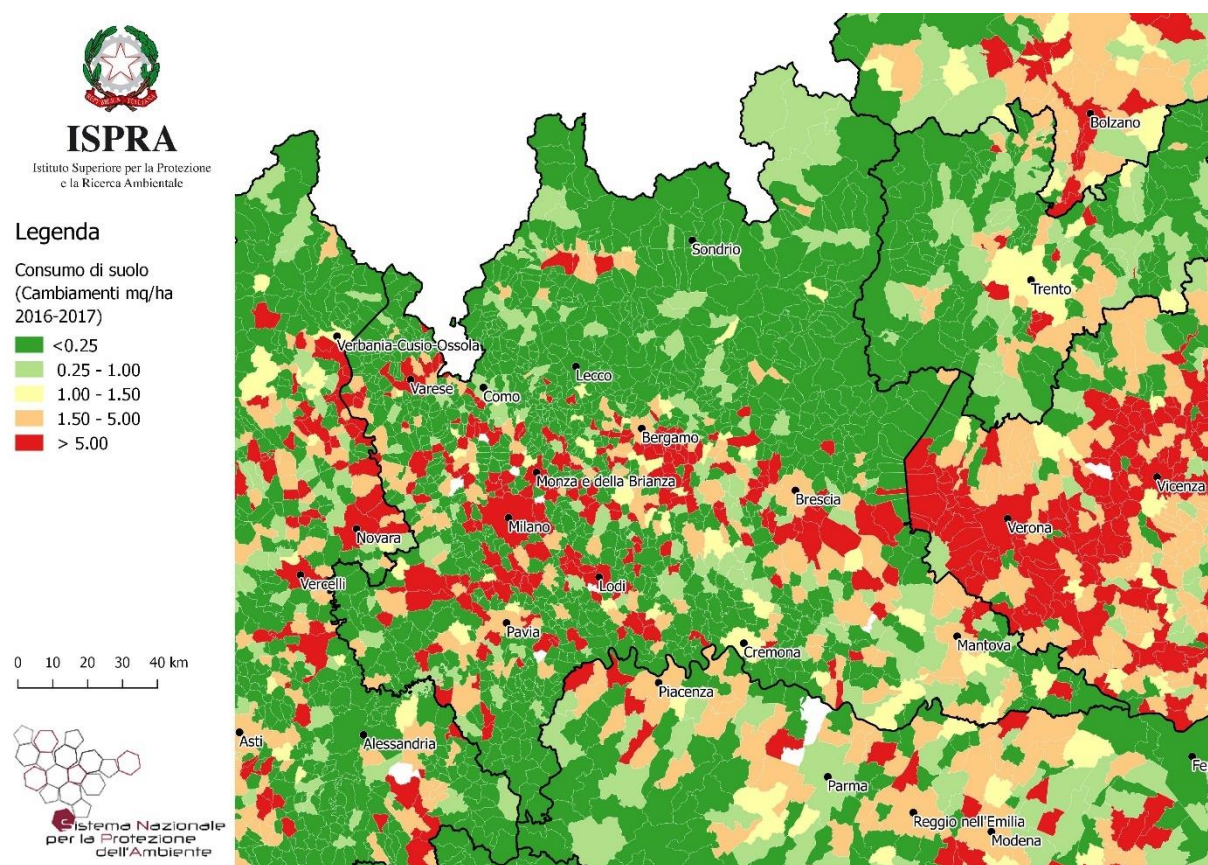 ISPRA
Istituto Superiore per la Protezione
e la Ricerca Ambientale
Legenda
Consumo di suolo
(Cambiamenti mq/ha
2016-2017)
<0.25
0.25 - 1.00
1.00 - 1.50
1.50 - 5.00
> 5.00
0 10 20 30 40 km
Sistema Nazionale
per la Protezione
dell'Ambiente
Bolzano
Sondrio
Trento
Verbania-Cusio-Ossola
Lecco
Varese
Como
Bergamo
Monza e della Brianza
Vicenza
Brescia
Milano
Verona
Novara
Vercelli
Lodi
Pavia
Mantova
Cremona
Piacenza
Asti
Alessandria
Fe
Parma
Reggio nell'Emilia
Modena